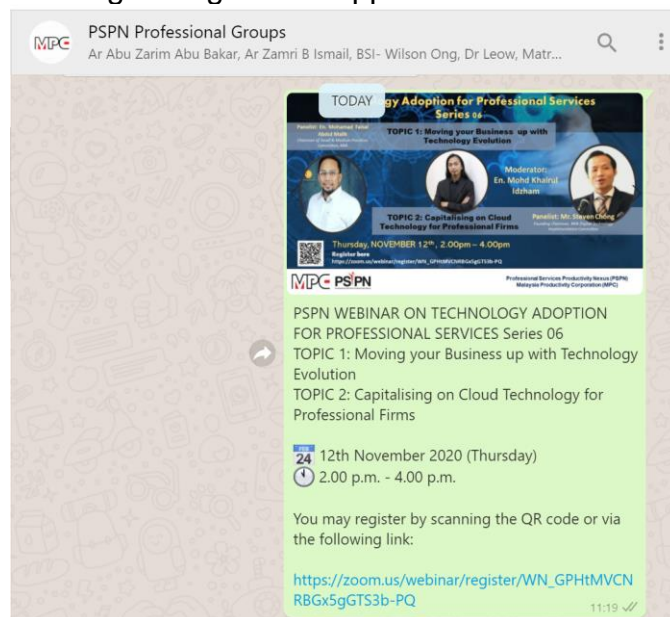 PSPN Professional Groups
Ar Abu Zarim Abu Bakar, Ar Zamri B Ismail, BSI- Wilson Ong, Dr Leow, Matr...
MPC
TODAY
gy Adoption for Professional Services
Series 06
TOPIC 1: Moving your Business up with
Technology Evolution
Moderator:
En. Mohd Khairul
Idzham
TOPIC 2: Capitalising on Cloud
Technology for Professional Firms
Panelist: Mr. Steven Chong
Thursday, NOVEMBER 12th, 2.00pm – 4.00pm
Register here
MPC PSPN
Professional Services Productivity Nexus (PSPN)
Malaysia Productivity Corporation (MPC)
PSPN WEBINAR ON TECHNOLOGY ADOPTION
FOR PROFESSIONAL SERVICES Series 06
TOPIC 1: Moving your Business up with Technology
Evolution
TOPIC 2: Capitalising on Cloud Technology for
Professional Firms
FEB
24 12th November 2020 (Thursday)
2.00 p.m. - 4.00 p.m.
You may register by scanning the QR code or via
the following link:
https://zoom.us/webinar/register/WN_GPHtMVCN
RBGx5gGTS3b-PQ
11:19